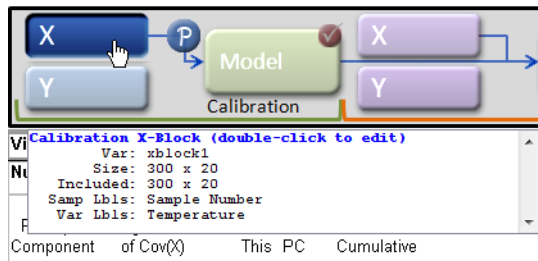 X
P
X
Model
Y
Y
Calibration
Vi
Calibration X-Block (double-click to edit)
Var: xblock1
Nu
Size: 300 x 20
Included: 300 x 20
Samp Lbls: Sample Number
Var Lbls: Temperature
Component of Cov(X) This PC Cumulative